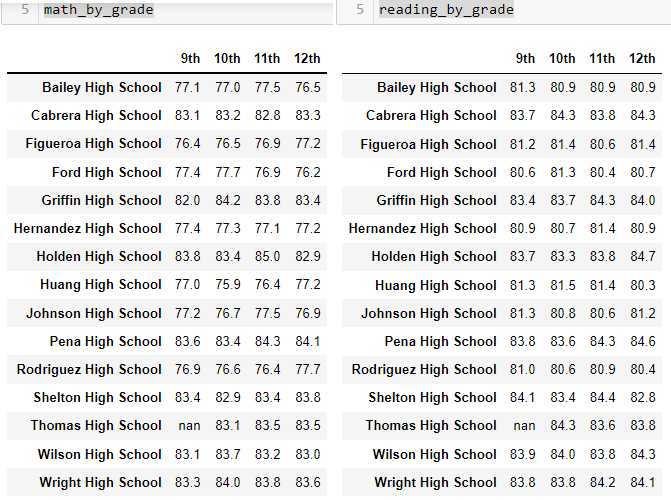 5 math_by_grade
9th 10th 11th 12th
Bailey High School 77.1 77.0 77.5 76.5
Cabrera High School 83.1 83.2 82.8 83.3
Figueroa High School 76.4 76.5 76.9 77.2
Ford High School 77.4 77.7 76.9 76.2
Griffin High School 82.0 84.2 83.8 83.4
Hernandez High School 77.4 77.3 77.1 77.2
Holden High School 83.8 83.4 85.0 82.9
Huang High School 77.0 75.9 76.4 77.2
Johnson High School 77.2 76.7 77.5 76.9
Pena High School 83.6 83.4 84.3 84.1
Rodriguez High School 76.9 76.6 76.4 77.7
Shelton High School 83.4 82.9 83.4 83.8
Thomas High School nan 83.1 83.5 83.5
Wilson High School 83.1 83.7 83.2 83.0
Wright High School 83.3 84.0 83.8 83.6
5 reading_by_grade
9th 10th 11th 12th
Bailey High School 81.3 80.9 80.9 80.9
Cabrera High School 83.7 84.3 83.8 84.3
Figueroa High School 81.2 81.4 80.6 81.4
Ford High School 80.6 81.3 80.4 80.7
Griffin High School 83.4 83.7 84.3 84.0
Hernandez High School 80.9 80.7 81.4 80.9
Holden High School 83.7 83.3 83.8 84.7
Huang High School 81.3 81.5 81.4 80.3
Johnson High School 81.3 80.8 80.6 81.2
Pena High School 83.8 83.6 84.3 84.6
Rodriguez High School 81.0 80.6 80.9 80.4
Shelton High School 84.1 83.4 84.4 82.8
Thomas High School nan 84.3 83.6 83.8
Wilson High School 83.9 84.0 83.8 84.3
Wright High School 83.8 83.8 84.2 84.1